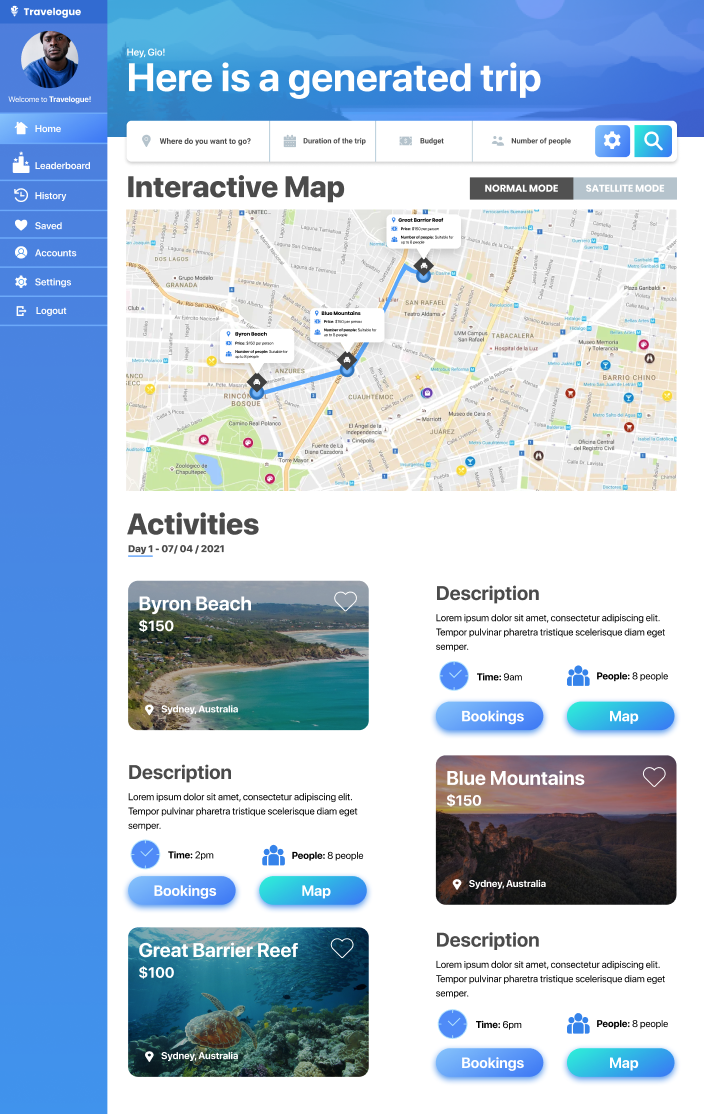 Travelogue
Welcome to Travelogue!
Home
Leaderboard
History
Saved
Accounts
Settings
Logout
Hey, Gio!
Here is a generated trip
Where do you want to go?
Duration of the trip
Budget
Number of people
Interactive Map
NORMAL MODE
SATELLITE MODE
Great Barrier Reef
Price: $150 per person
Number of people: Suitable for
up to 8 people
Blue Mountains
Price: $150 per person
Number of people: Suitable for
up to 8 people
Byron Beach
Number of people: Suitable for
up to 8 people
DOS LAGOS
Grupo Modelo
GRANADA
Club
Av. Río San Joaquín
SAN RAFAEL
Teatro Aldama
UVM Campus
San Rafael
TABACALERA
Hospital de la Luz
Plaza Garibaldi
Museo Memoria
y Tolerancia
BARRIO CHINO
ANZURES
RINCÓN
BOSQUE
CUAUHTÉMOC
Camino Real Polanco
El Ángel de la
Independencia
Cinépolis
Fuente de La
Diana Cazadora
Torre Mayor
Zoológico de
Chapultepec
Marriott
Museo de Cera
JUÁREZ
Oficina Central
del Registro Civil
Activities
Day 1 - 07/ 04 / 2021
Byron Beach
$150
Sydney, Australia
Description
Lorem ipsum dolor sit amet, consectetur adipiscing elit.
Tempor pulvinar pharetra tristique scelerisque diam eget
semper.
Time: 9am
People: 8 people
Bookings
Map
Description
Lorem ipsum dolor sit amet, consectetur adipiscing elit.
Tempor pulvinar pharetra tristique scelerisque diam eget
semper.
Time: 2pm
People: 8 people
Bookings
Map
Blue Mountains
$150
Sydney, Australia
Great Barrier Reef
$100
Sydney, Australia
Description
Lorem ipsum dolor sit amet, consectetur adipiscing elit.
Tempor pulvinar pharetra tristique scelerisque diam eget
semper.
Time: 6pm
People: 8 people
Bookings
Map